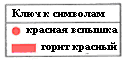 Ключ к символам
красная вспышка
горит красный